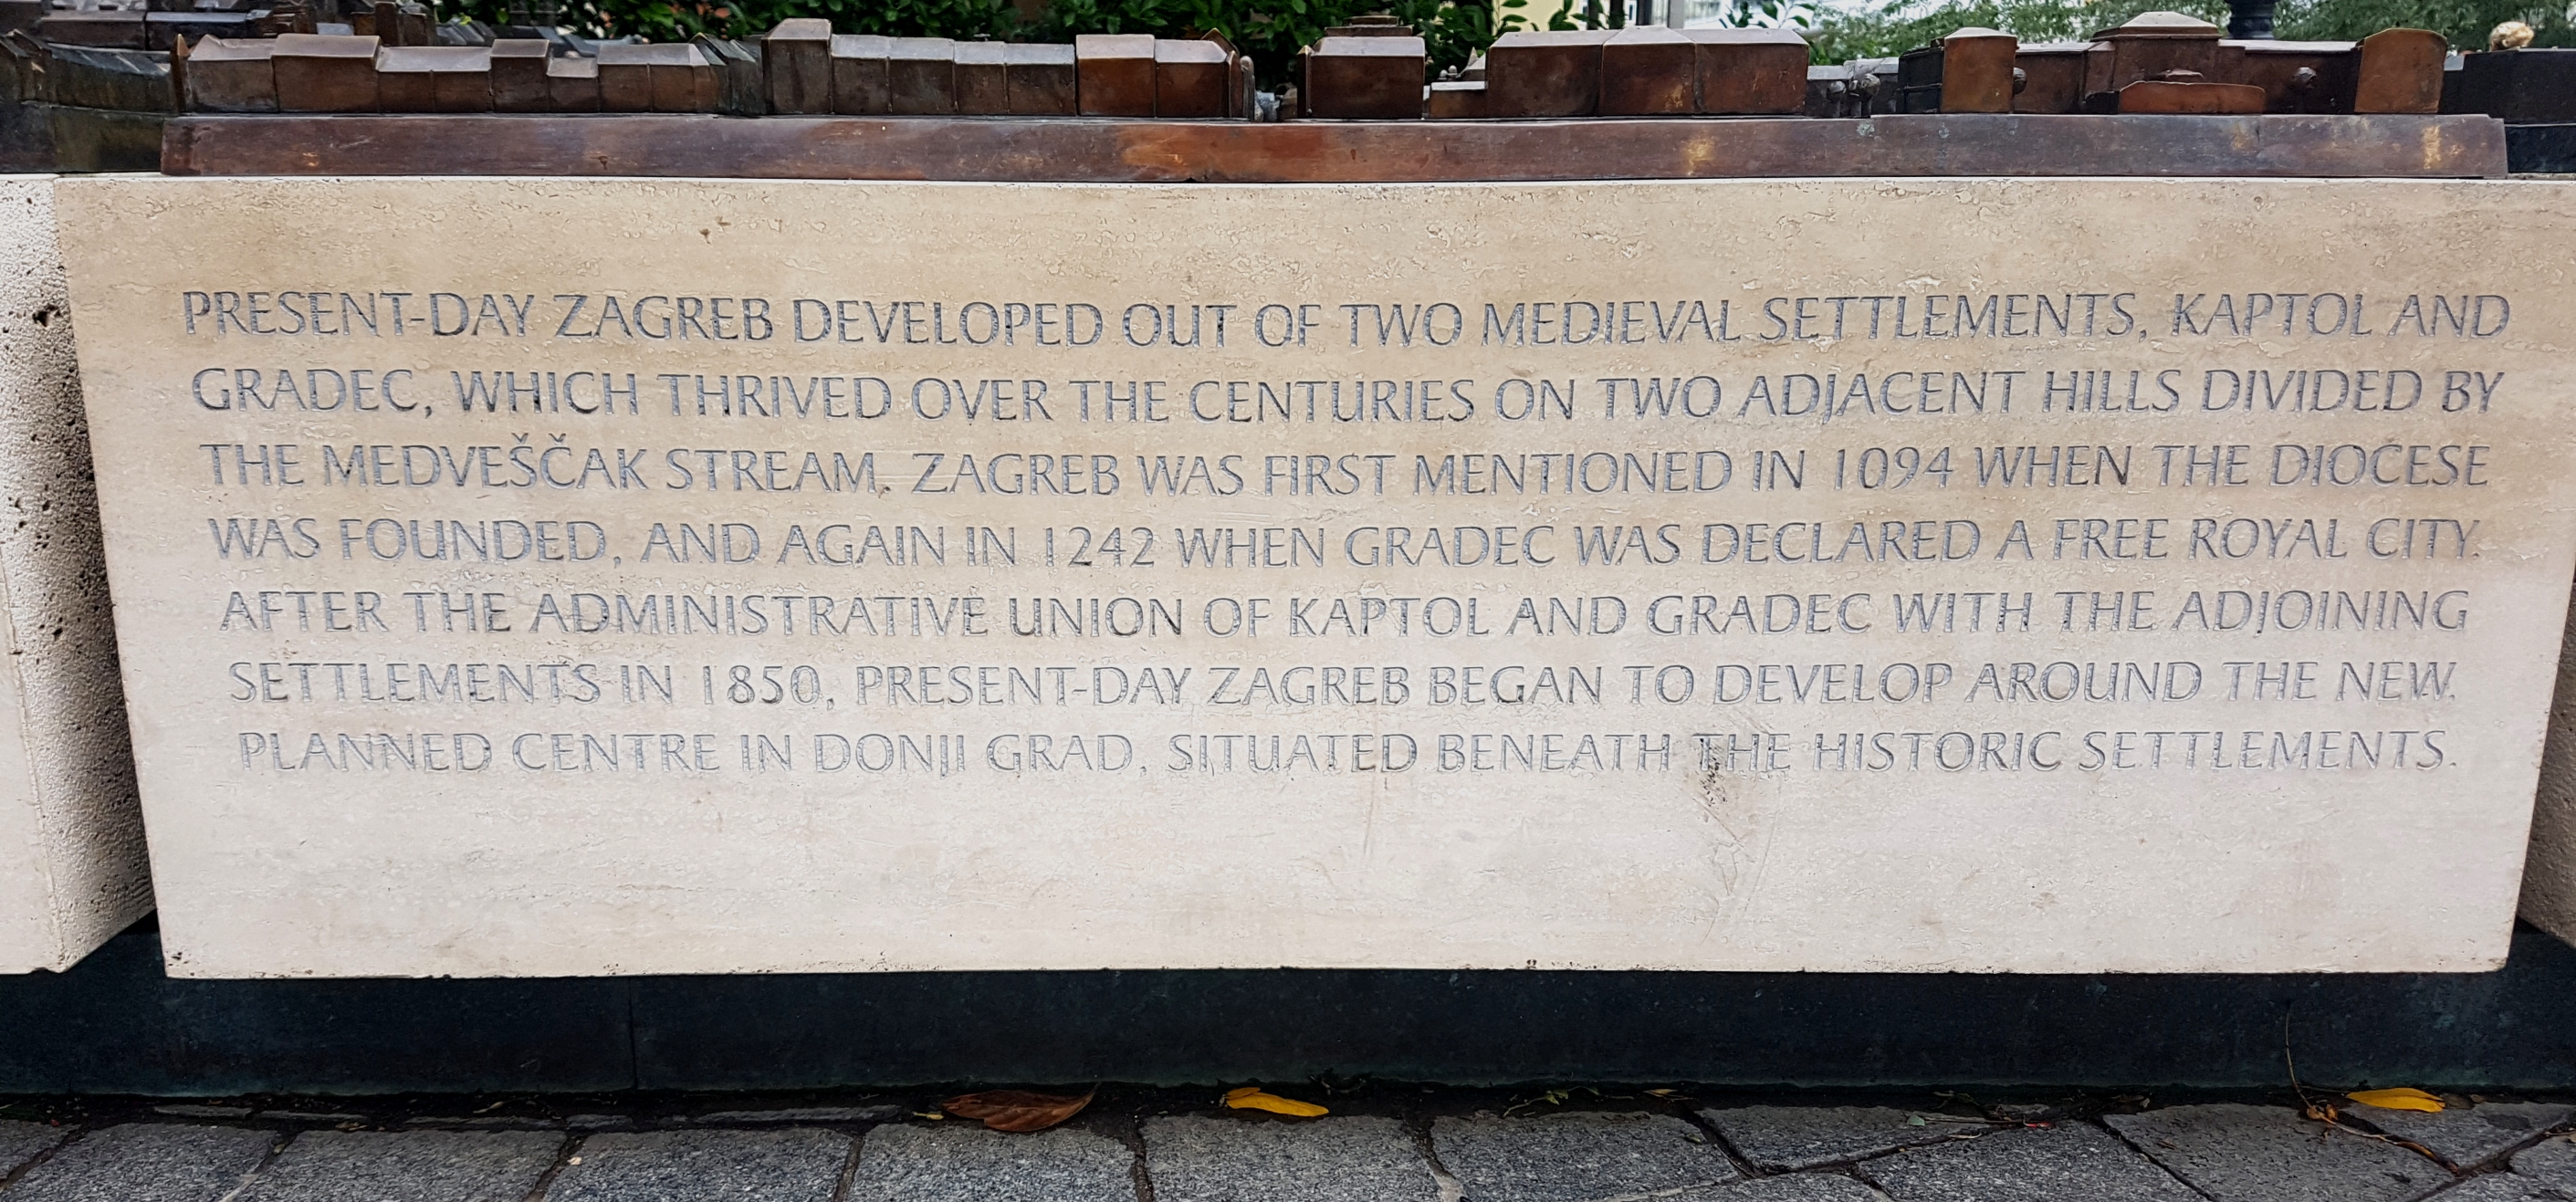 PRESENT-DAY ZAGREB DEVELOPED OUT OF TWO MEDIEVAL SETTLEMENTS, KAPTOL AND
GRADEC, WHICH THRIVED OVER THE CENTURIES ON TWO ADJACENT HILLS DIVIDED BY
THE MEDVEŠČAK STREAM. ZAGREB WAS FIRST MENTIONED IN 1094 WHEN THE DIOCESE
WAS FOUNDED, AND AGAIN IN 1242 WHEN GRADEC WAS DECLARED A FREE ROYAL CITY.
AFTER THE ADMINISTRATIVE UNION OF KAPTOL AND GRADEC WITH THE ADJOINING
SETTLEMENTS IN 1850, PRESENT-DAY ZAGREB BEGAN TO DEVELOP AROUND THE NEW,
PLANNED CENTRE IN DONJI GRAD, SITUATED BENEATH THE HISTORIC SETTLEMENTS.